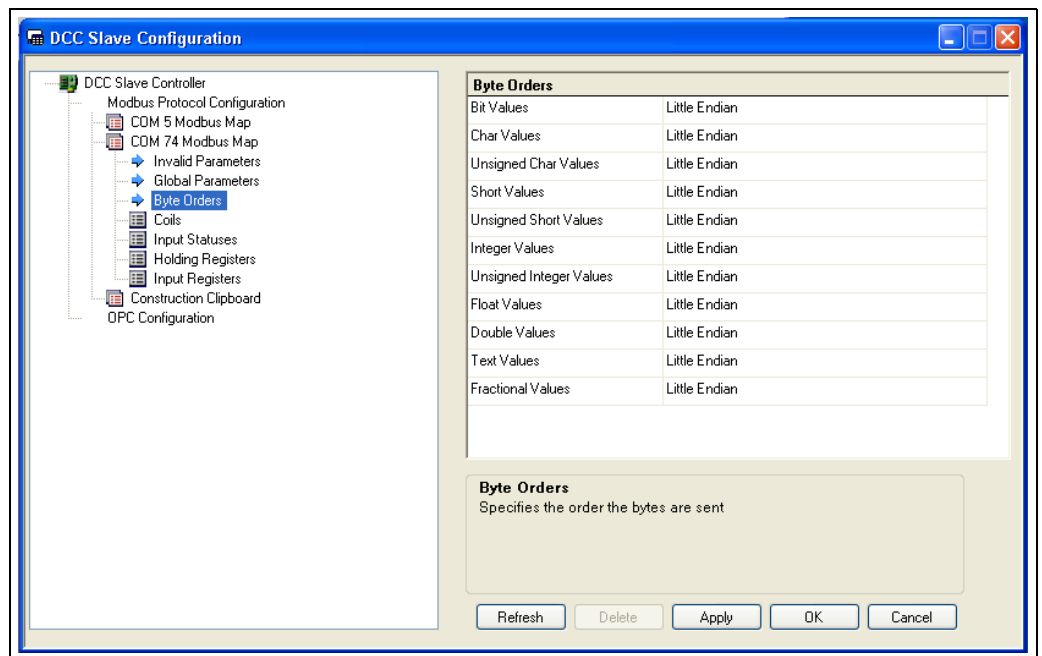 DCC Slave Configuration
DCC Slave Controller
Modbus Protocol Configuration
COM 5 Modbus Map
COM 74 Modbus Map
Invalid Parameters
Global Parameters
Byte Orders
Coils
Input Statuses
Holding Registers
Input Registers
Construction Clipboard
OPC Configuration
Byte Orders
Bit Values Little Endian
Char Values Little Endian
Unsigned Char Values Little Endian
Short Values Little Endian
Unsigned Short Values Little Endian
Integer Values Little Endian
Unsigned Integer Values Little Endian
Float Values Little Endian
Double Values Little Endian
Text Values Little Endian
Fractional Values Little Endian
Byte Orders
Specifies the order the bytes are sent
Refresh Delete Apply OK Cancel